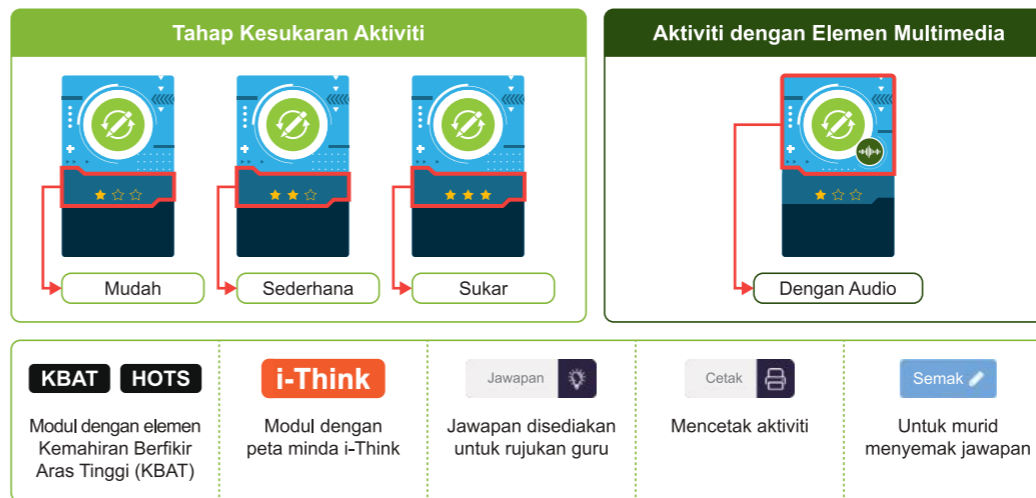 Tahap Kesukaran Aktiviti
Mudah
Sederhana
Sukar
Aktiviti dengan Elemen Multimedia
Dengan Audio
KBAT HOTS
Modul dengan elemen
Kemahiran Berfikir
Aras Tinggi (KBAT)
i-Think
Modul dengan
peta minda i-Think
Jawapan
Jawapan disediakan
untuk rujukan guru
Cetak
Mencetak aktiviti
Semak
Untuk murid
menyemak jawapan